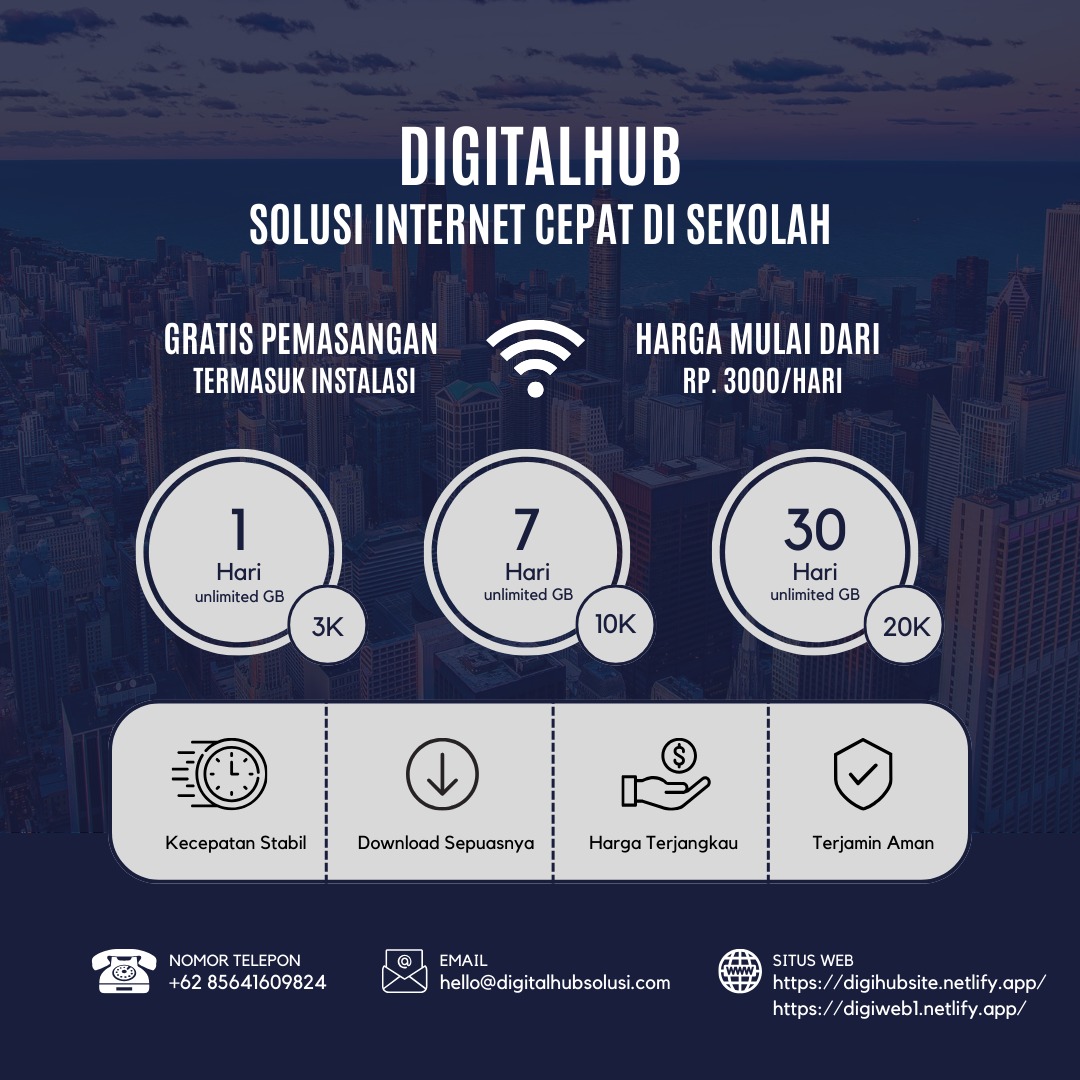 DIGITALHUB
SOLUSI INTERNET CEPAT DI SEKOLAH
GRATIS PEMASANGAN
TERMASUK INSTALASI
HARGA MULAI DARI
RP. 3000/HARI
1
Hari
unlimited GB
3K
7
Hari
unlimited GB
10K
30
Hari
unlimited GB
20K
Kecepatan Stabil
Download Sepuasnya
$
Harga Terjangkau
Terjamin Aman
NOMOR TELEPON
+62 85641609824
@
EMAIL
hello@digitalhubsolusi.com
WWW
SITUS WEB
https://digihubsite.netlify.app/
https://digiweb1.netlify.app/